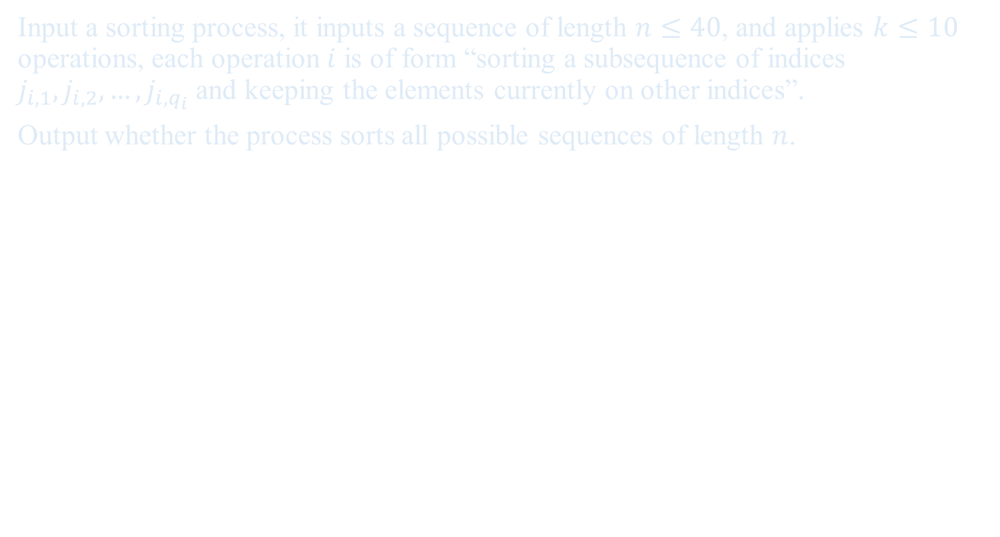 Input a sorting process, it inputs a sequence of length n ≤ 40, and applies k ≤ 10
operations, each operation i is of form “sorting a subsequence of indices
j_{i,1}, j_{i,2}, … , j_{i,q_i} and keeping the elements currently on other indices”.
Output whether the process sorts all possible sequences of length n.